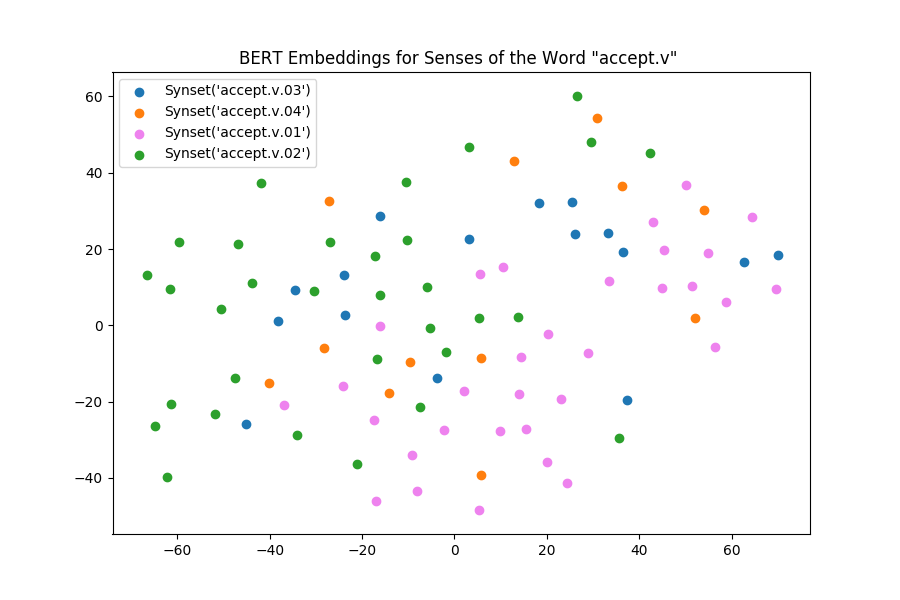 BERT Embeddings for Senses of the Word "accept.v"
Synset('accept.v.03')
Synset('accept.v.04')
Synset('accept.v.01')
Synset('accept.v.02')
60
40
20
0
−20
−40
−60 −40 −20 0 20 40 60